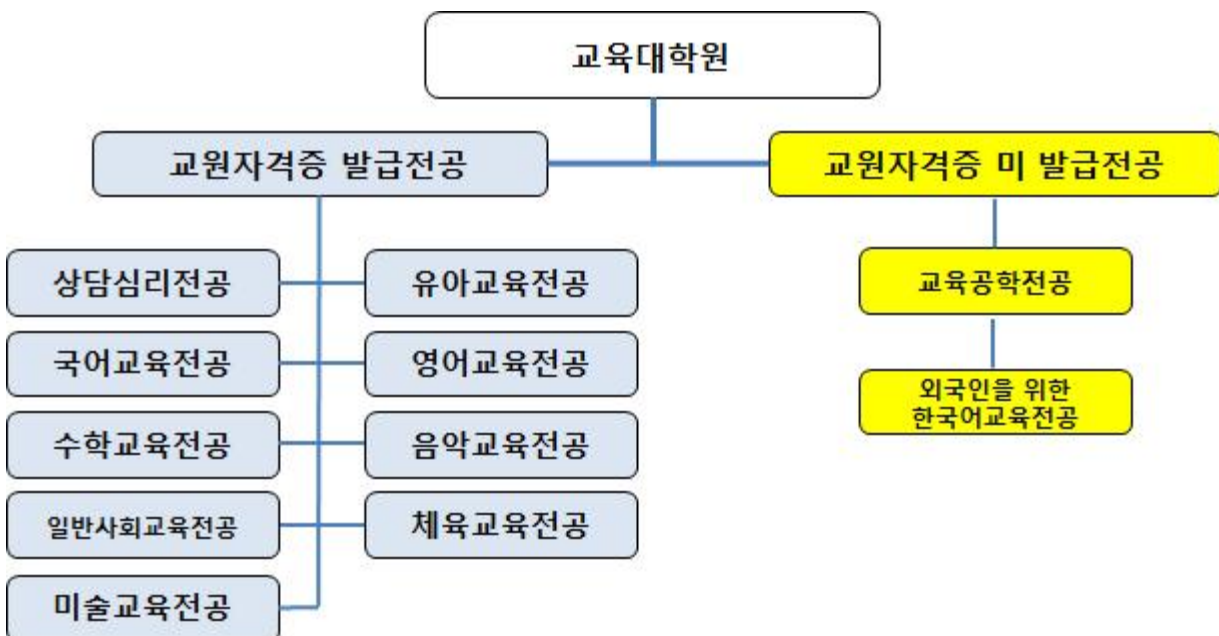 교육대학원
교원자격증 발급전공
교원자격증 미 발급전공
상담심리전공
유아교육전공
교육공학전공
국어교육전공
영어교육전공
외국인을 위한
한국어교육전공
수학교육전공
음악교육전공
일반사회교육전공
체육교육전공
미술교육전공